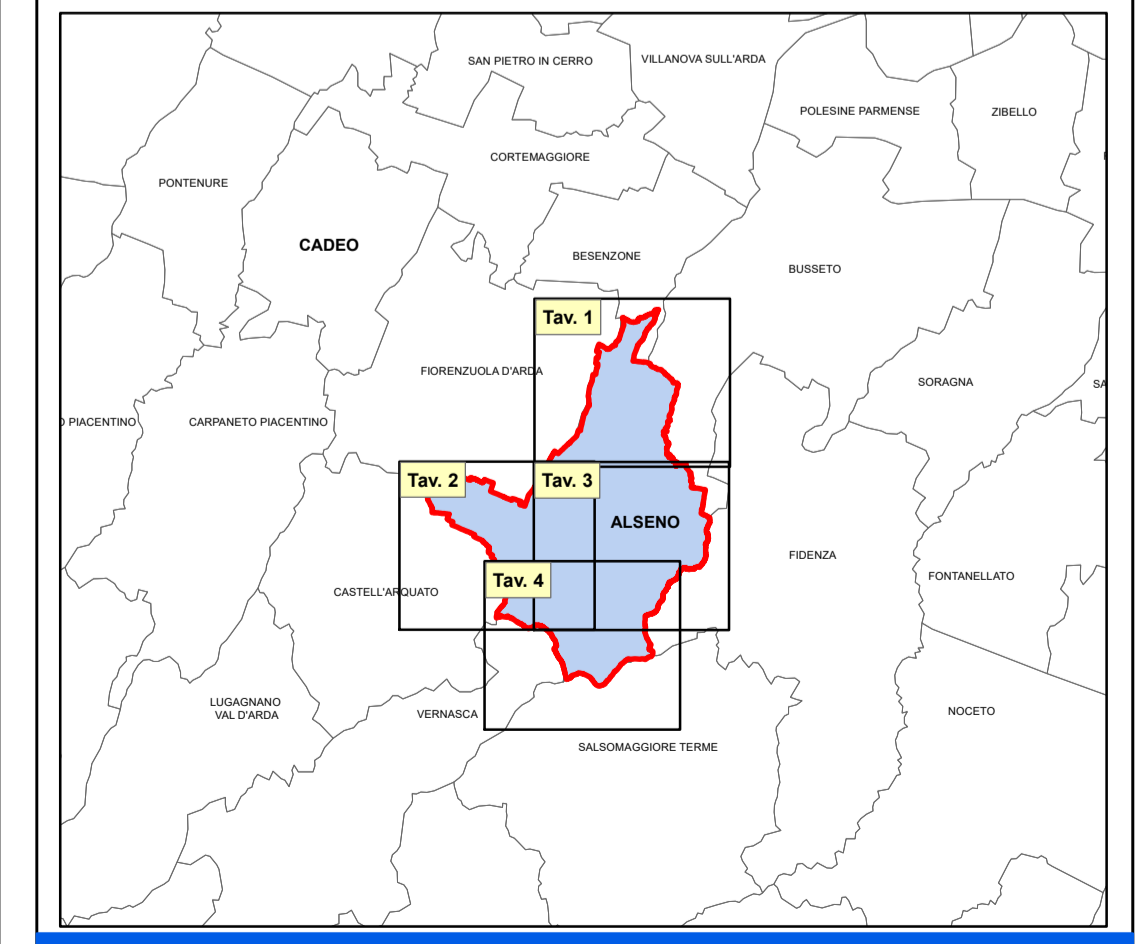 SAN PIETRO IN CERRO
VILLANOVA SULL'ARDA
POLESINE PARMENSE
ZIBELLO
CORTEMAGGIORE
PONTENURE
CADEO
BESENZONE
BUSSETO
Tav. 1
FIORENZUOLA D'ARDA
SORAGNA
SA
O PIACENTINO
CARPANETO PIACENTINO
Tav. 2
Tav. 3
ALSENO
FIDENZA
Tav. 4
FONTANELLATO
CASTELL'ARQUATO
LUGAGNANO
VAL D'ARDA
VERNASCA
NOCETO
SALSOMAGGIORE TERME